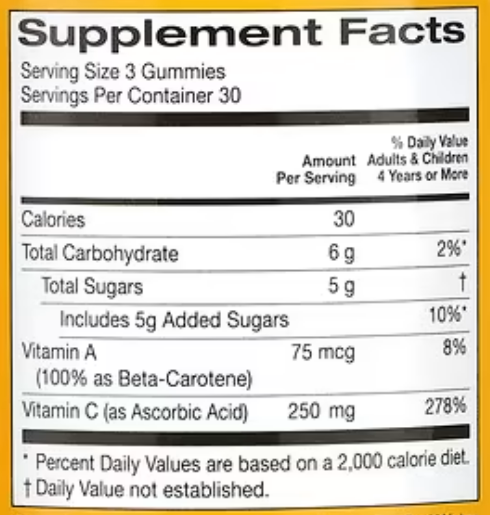 Supplement Facts
Serving Size 3 Gummies
Servings Per Container 30
% Daily Value
Amount Adults & Children
Per Serving 4 Years or More
Calories 30
Total Carbohydrate 6 g 2%*
Total Sugars 5 g †
Includes 5g Added Sugars 10%*
Vitamin A 75 mcg 8%
(100% as Beta-Carotene)
Vitamin C (as Ascorbic Acid) 250 mg 278%
* Percent Daily Values are based on a 2,000 calorie diet.
† Daily Value not established.